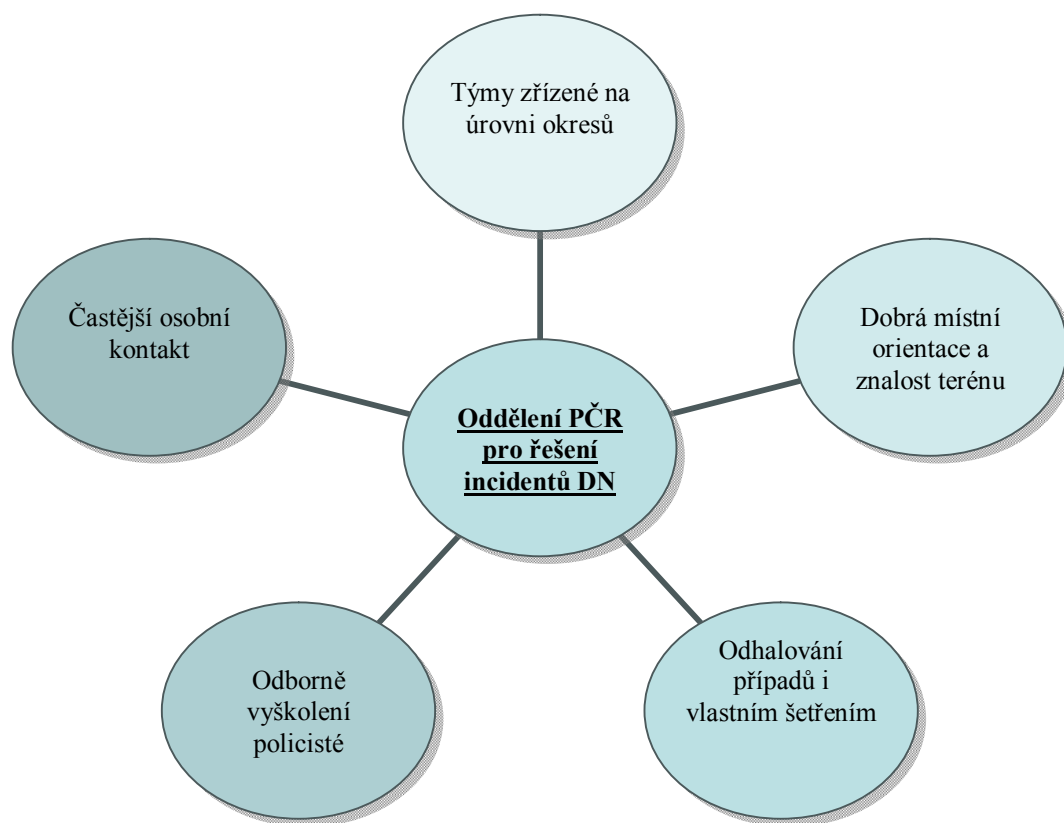 Týmy zřízené na
úrovni okresů
Častější osobní
kontakt
Dobrá místní
orientace a
znalost terénu
Oddělení PČR
pro řešení
incidentů DN
Odborně
vyškolení
policisté
Odhalování
případů i
vlastním šetřením